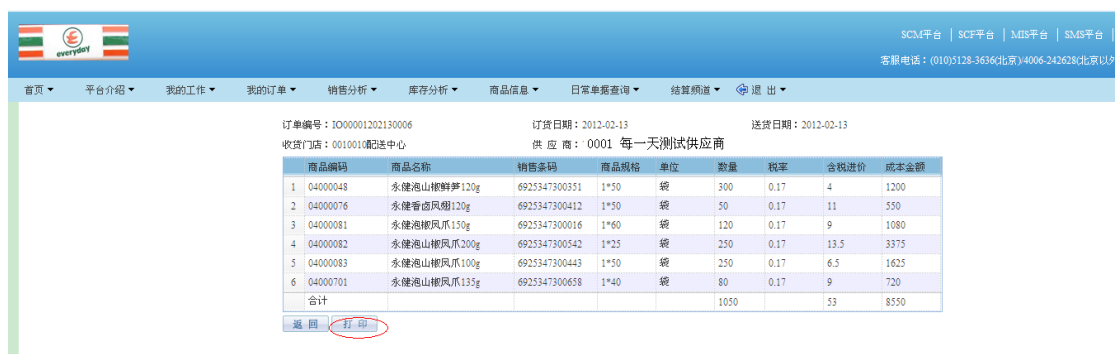 everyday
SCM平台 | SCF平台 | MIS平台 | SMS平台 |
客服电话：(010)5128-3636(北京)/4006-242628(北京以外
首页 平台介绍 我的工作 我的订单 销售分析 库存分析 商品信息 日常单据查询 结算频道 退 出
订单编号：IO00001202130006 订货日期：2012-02-13 送货日期：2012-02-13
收货门店：0010010配送中心 供 应 商：0001 每一天测试供应商
商品编码 商品名称 销售条码 商品规格 单位 数量 税率 含税进价 成本金额
1 04000048 永健泡山椒鲜笋120g 6925347300351 1*50 袋 300 0.17 4 1200
2 04000076 永健香卤凤翅120g 6925347300412 1*50 袋 50 0.17 11 550
3 04000081 永健泡椒凤爪150g 6925347300016 1*60 袋 120 0.17 9 1080
4 04000082 永健泡山椒凤爪200g 6925347300542 1*25 袋 250 0.17 13.5 3375
5 04000083 永健泡山椒凤爪100g 6925347300443 1*50 袋 250 0.17 6.5 1625
6 04000701 永健泡山椒凤爪135g 6925347300658 1*40 袋 80 0.17 9 720
合计 1050 53 8550
返 回 打 印